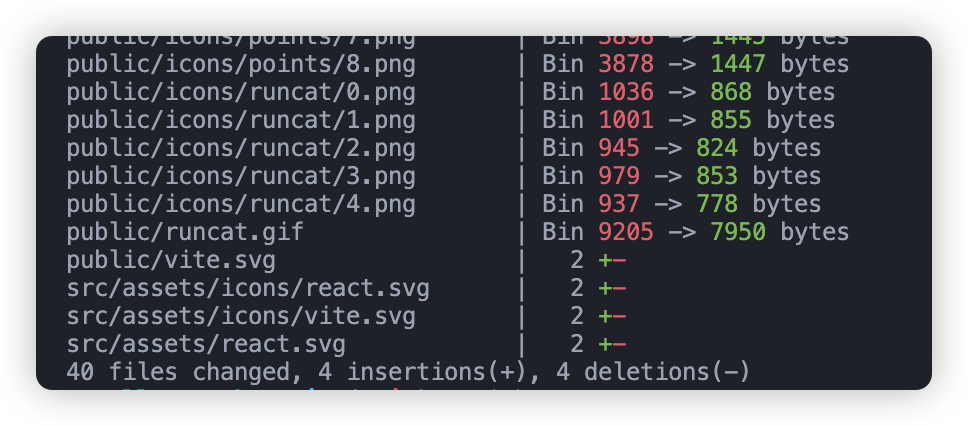 public/icons/points/7.png | Bin 3898 -> 1445 bytes
public/icons/points/8.png | Bin 3878 -> 1447 bytes
public/icons/runcat/0.png | Bin 1036 -> 868 bytes
public/icons/runcat/1.png | Bin 1001 -> 855 bytes
public/icons/runcat/2.png | Bin 945 -> 824 bytes
public/icons/runcat/3.png | Bin 979 -> 853 bytes
public/icons/runcat/4.png | Bin 937 -> 778 bytes
public/runcat.gif | Bin 9205 -> 7950 bytes
public/vite.svg | 2 +-
src/assets/icons/react.svg | 2 +-
src/assets/icons/vite.svg | 2 +-
src/assets/react.svg | 2 +-
40 files changed, 4 insertions(+), 4 deletions(-)